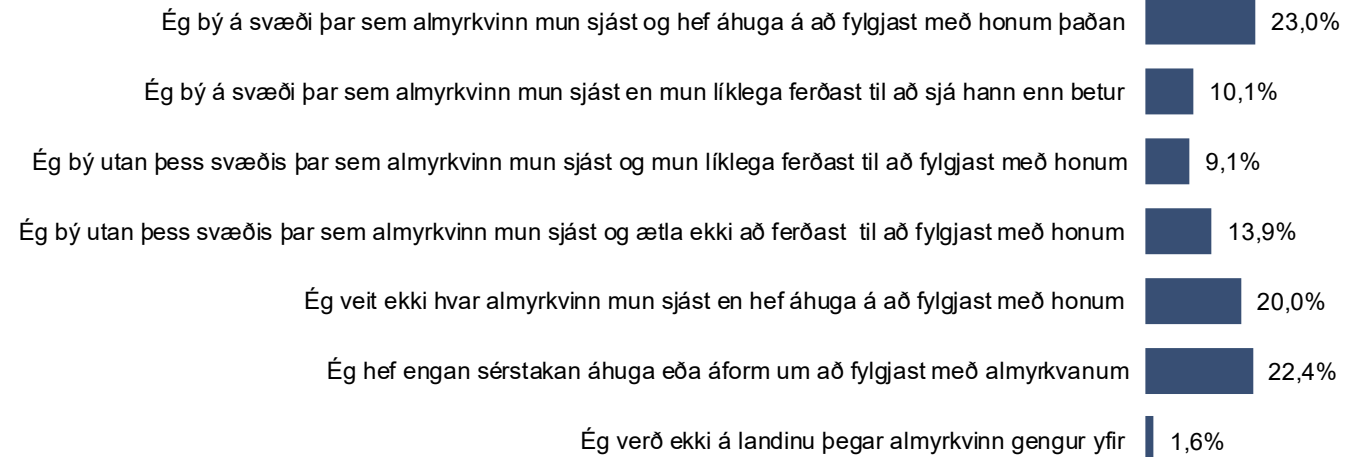 Ég bý á svæði þar sem almyrkvinn mun sjást og hef áhuga á að fylgjast með honum þaðan 23,0%
Ég bý á svæði þar sem almyrkvinn mun sjást en mun líklega ferðast til að sjá hann enn betur 10,1%
Ég bý utan þess svæðis þar sem almyrkvinn mun sjást og mun líklega ferðast til að fylgjast með honum 9,1%
Ég bý utan þess svæðis þar sem almyrkvinn mun sjást og ætla ekki að ferðast til að fylgjast með honum 13,9%
Ég veit ekki hvar almyrkvinn mun sjást en hef áhuga á að fylgjast með honum 20,0%
Ég hef engan sérstakan áhuga eða áform um að fylgjast með almyrkvanum 22,4%
Ég verð ekki á landinu þegar almyrkvinn gengur yfir 1,6%